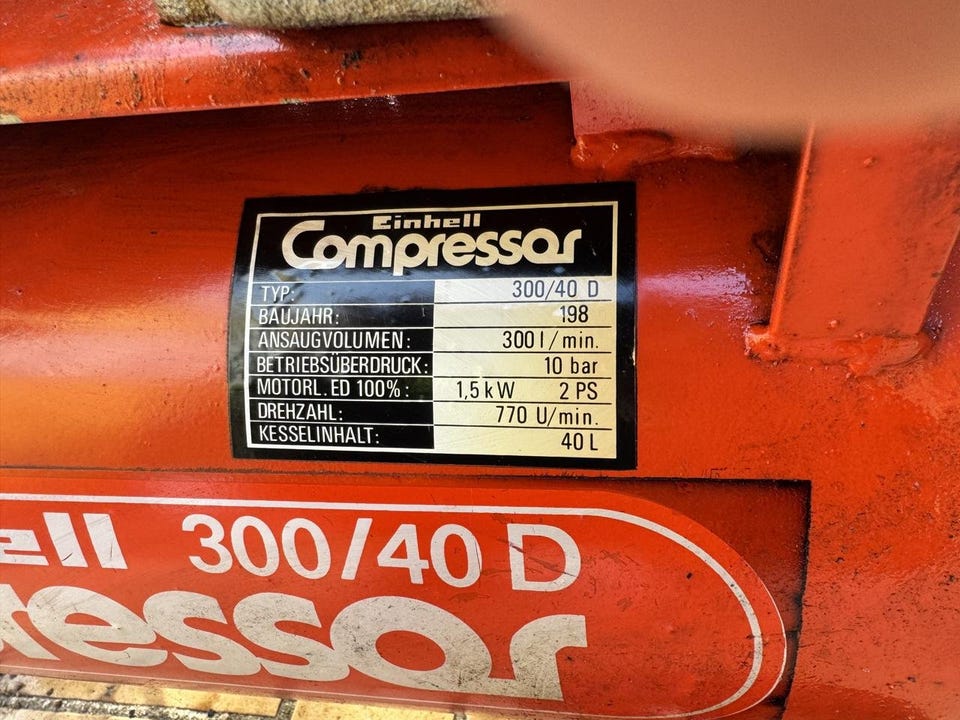 Einhell
Compressor
TYP: 300/40 D
BAUJAHR: 198
ANSAUGVOLUMEN: 300 l/min.
BETRIEBSÜBERDRUCK: 10 bar
MOTORL. ED 100%: 1,5 kW 2 PS
DREHZAHL: 770 U/min.
KESSELINHALT: 40 L
ell 300/40 D
ressor